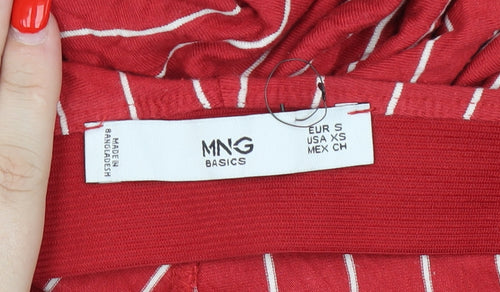 MADE IN
BANGLADESH
MNG
BASICS
EUR S
USA XS
MEX CH